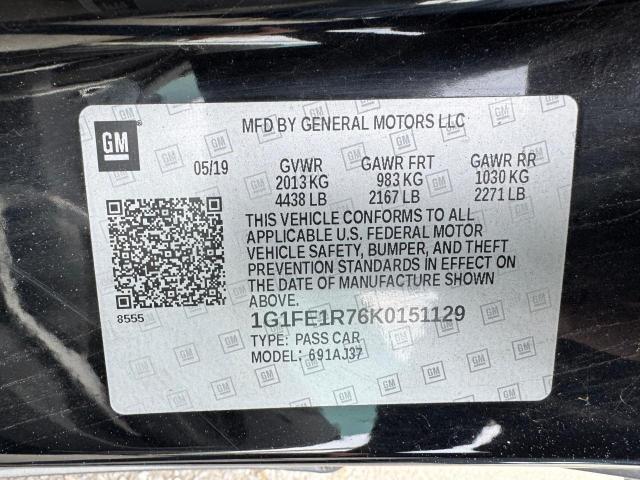 GM
MFD BY GENERAL MOTORS LLC
05/19 GVWR GAWR FRT GAWR RR
2013 KG 983 KG 1030 KG
4438 LB 2167 LB 2271 LB
THIS VEHICLE CONFORMS TO ALL
APPLICABLE U.S. FEDERAL MOTOR
VEHICLE SAFETY, BUMPER, AND THEFT
PREVENTION STANDARDS IN EFFECT ON
THE DATE OF MANUFACTURE SHOWN
ABOVE.
8555 1G1FE1R76K0151129
TYPE: PASS CAR
MODEL: 691AJ37